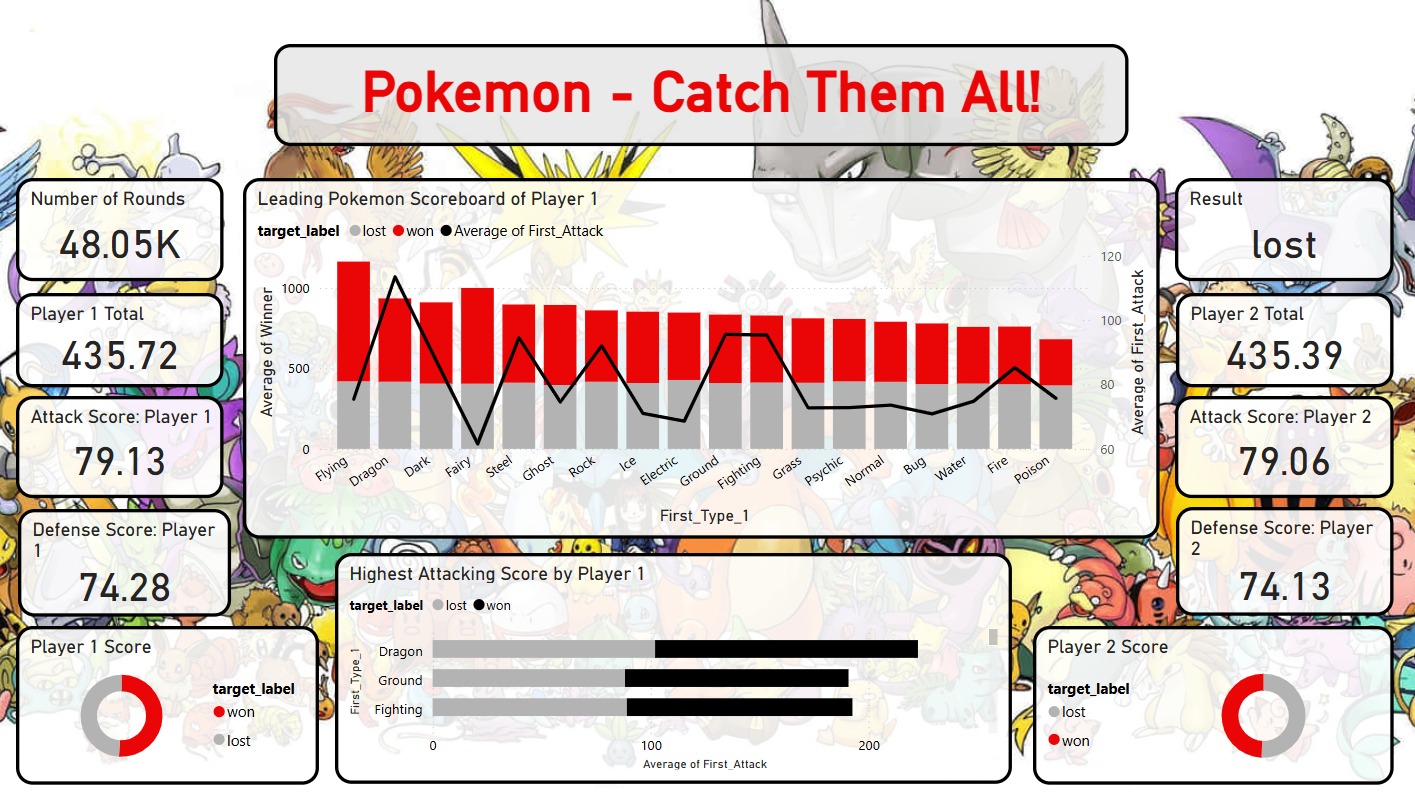 Pokemon - Catch Them All!
Number of Rounds
48.05K
Player 1 Total
435.72
Attack Score: Player 1
79.13
Defense Score: Player
1
74.28
Player 1 Score
target_label
won
lost
Leading Pokemon Scoreboard of Player 1
target_label lost won Average of First_Attack
Average of Winner
1000
500
0
120
100
80
60
Average of First_Attack
Flying Dragon Dark Fairy Steel Ghost Rock Ice Electric Ground Fighting Grass Psychic Normal Bug Water Fire Poison
First_Type_1
Highest Attacking Score by Player 1
target_label lost won
First_Type_1
Dragon
Ground
Fighting
0 100 200
Average of First_Attack
Result
lost
Player 2 Total
435.39
Attack Score: Player 2
79.06
Defense Score: Player
2
74.13
Player 2 Score
target_label
lost
won